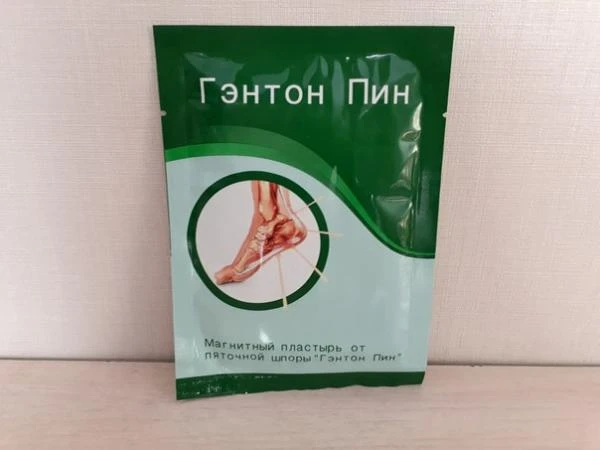 Гэнтон Пин
Магнитный пластырь от
пяточной шпоры "Гэнтон Пин"